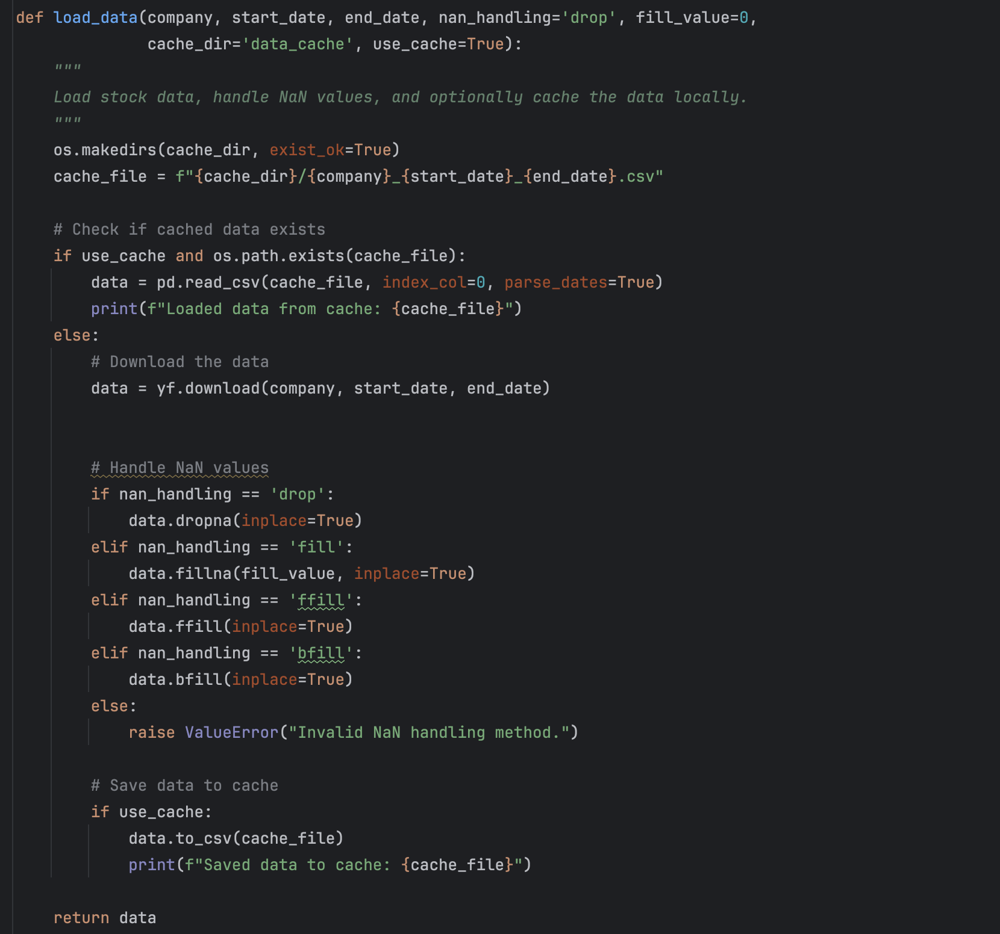 def load_data(company, start_date, end_date, nan_handling='drop', fill_value=0,
              cache_dir='data_cache', use_cache=True):
    """
    Load stock data, handle NaN values, and optionally cache the data locally.
    """
    os.makedirs(cache_dir, exist_ok=True)
    cache_file = f"{cache_dir}/{company}_{start_date}_{end_date}.csv"

    # Check if cached data exists
    if use_cache and os.path.exists(cache_file):
        data = pd.read_csv(cache_file, index_col=0, parse_dates=True)
        print(f"Loaded data from cache: {cache_file}")
    else:
        # Download the data
        data = yf.download(company, start_date, end_date)


        # Handle NaN values
        if nan_handling == 'drop':
            data.dropna(inplace=True)
        elif nan_handling == 'fill':
            data.fillna(fill_value, inplace=True)
        elif nan_handling == 'ffill':
            data.ffill(inplace=True)
        elif nan_handling == 'bfill':
            data.bfill(inplace=True)
        else:
            raise ValueError("Invalid NaN handling method.")

        # Save data to cache
        if use_cache:
            data.to_csv(cache_file)
            print(f"Saved data to cache: {cache_file}")

    return data